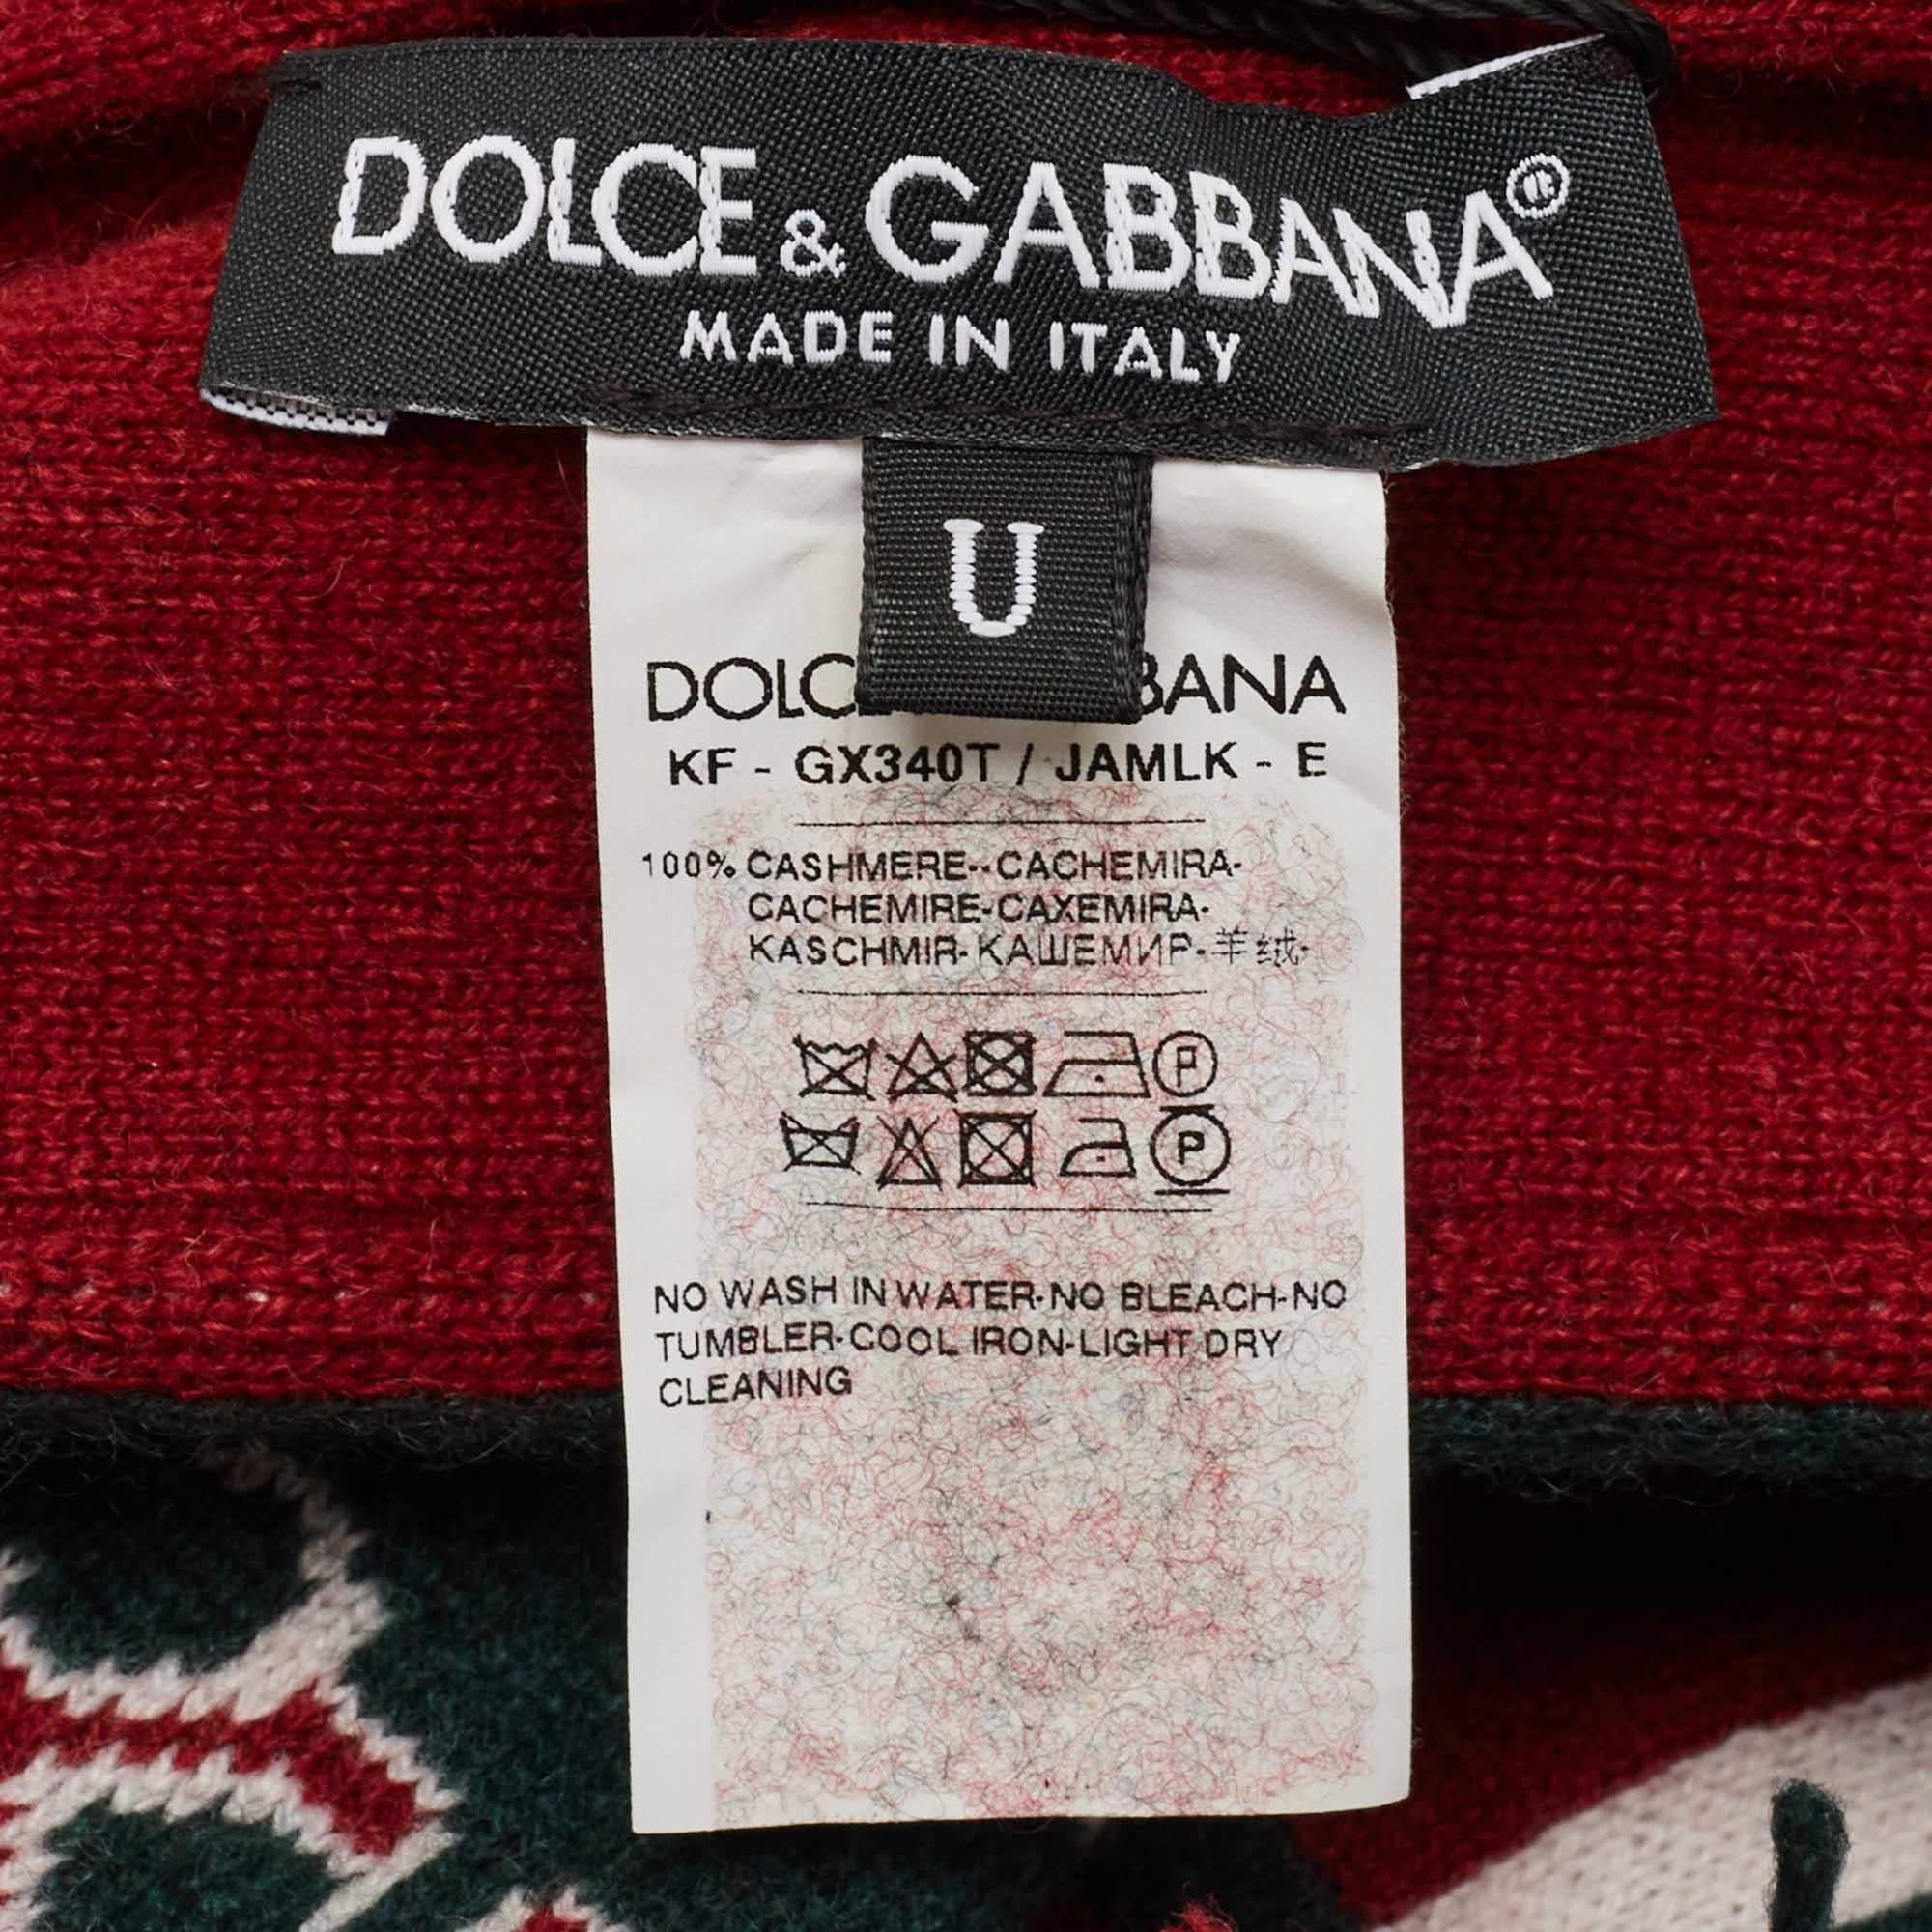 DOLCE & GABBANA®
MADE IN ITALY
U
DOLC BANA
KF - GX340T / JAMLK - E
100% CASHMERE--CACHEMIRA-
CACHEMIRE-CAXEMIRA-
KASCHMIR-КАШЕМИР-羊绒-
P
P
NO WASH IN WATER-NO BLEACH-NO
TUMBLER-COOL IRON-LIGHT DRY
CLEANING